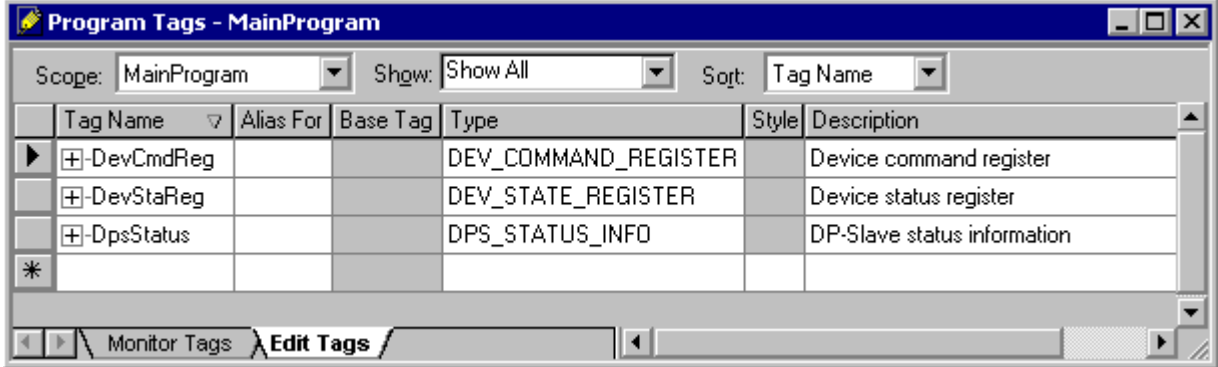 Program Tags - MainProgram
Scope: MainProgram Show: Show All Sort: Tag Name
Tag Name Alias For Base Tag Type Style Description
DevCmdReg DEV_COMMAND_REGISTER Device command register
DevStaReg DEV_STATE_REGISTER Device status register
DpsStatus DPS_STATUS_INFO DP-Slave status information
Monitor Tags Edit Tags